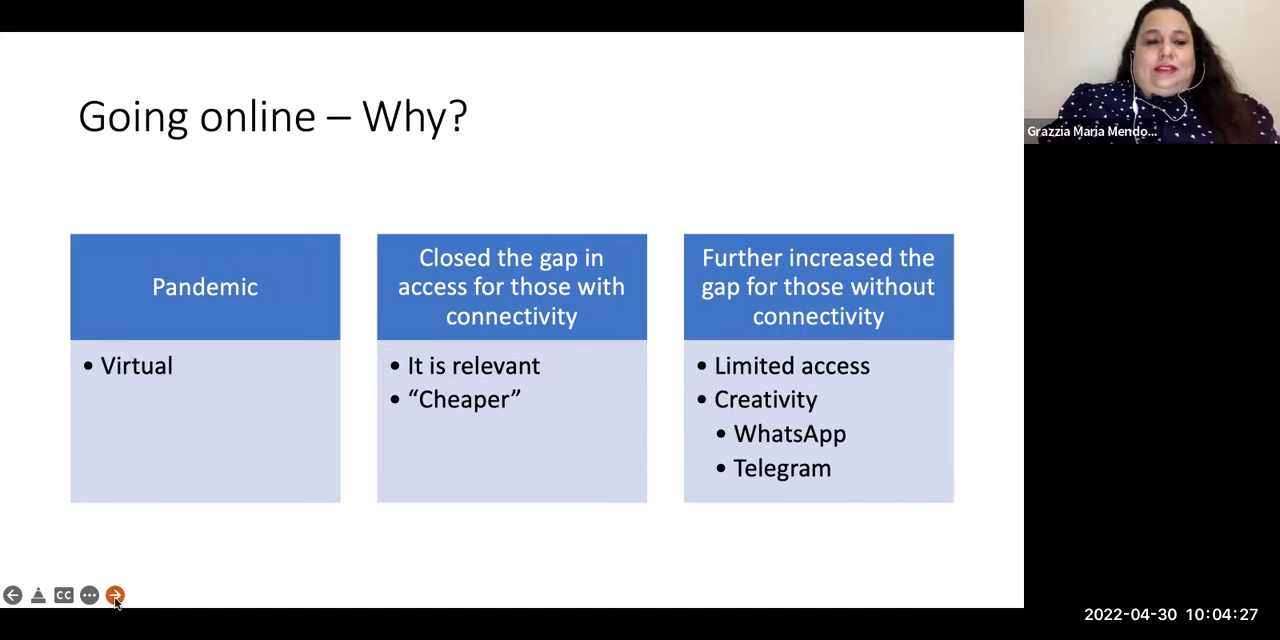 Going online – Why?
Pandemic
• Virtual
Closed the gap in
access for those with
connectivity
• It is relevant
• “Cheaper”
Further increased the
gap for those without
connectivity
• Limited access
• Creativity
• WhatsApp
• Telegram
Grazzia Maria Mendo...
CC
2022-04-30 10:04:27